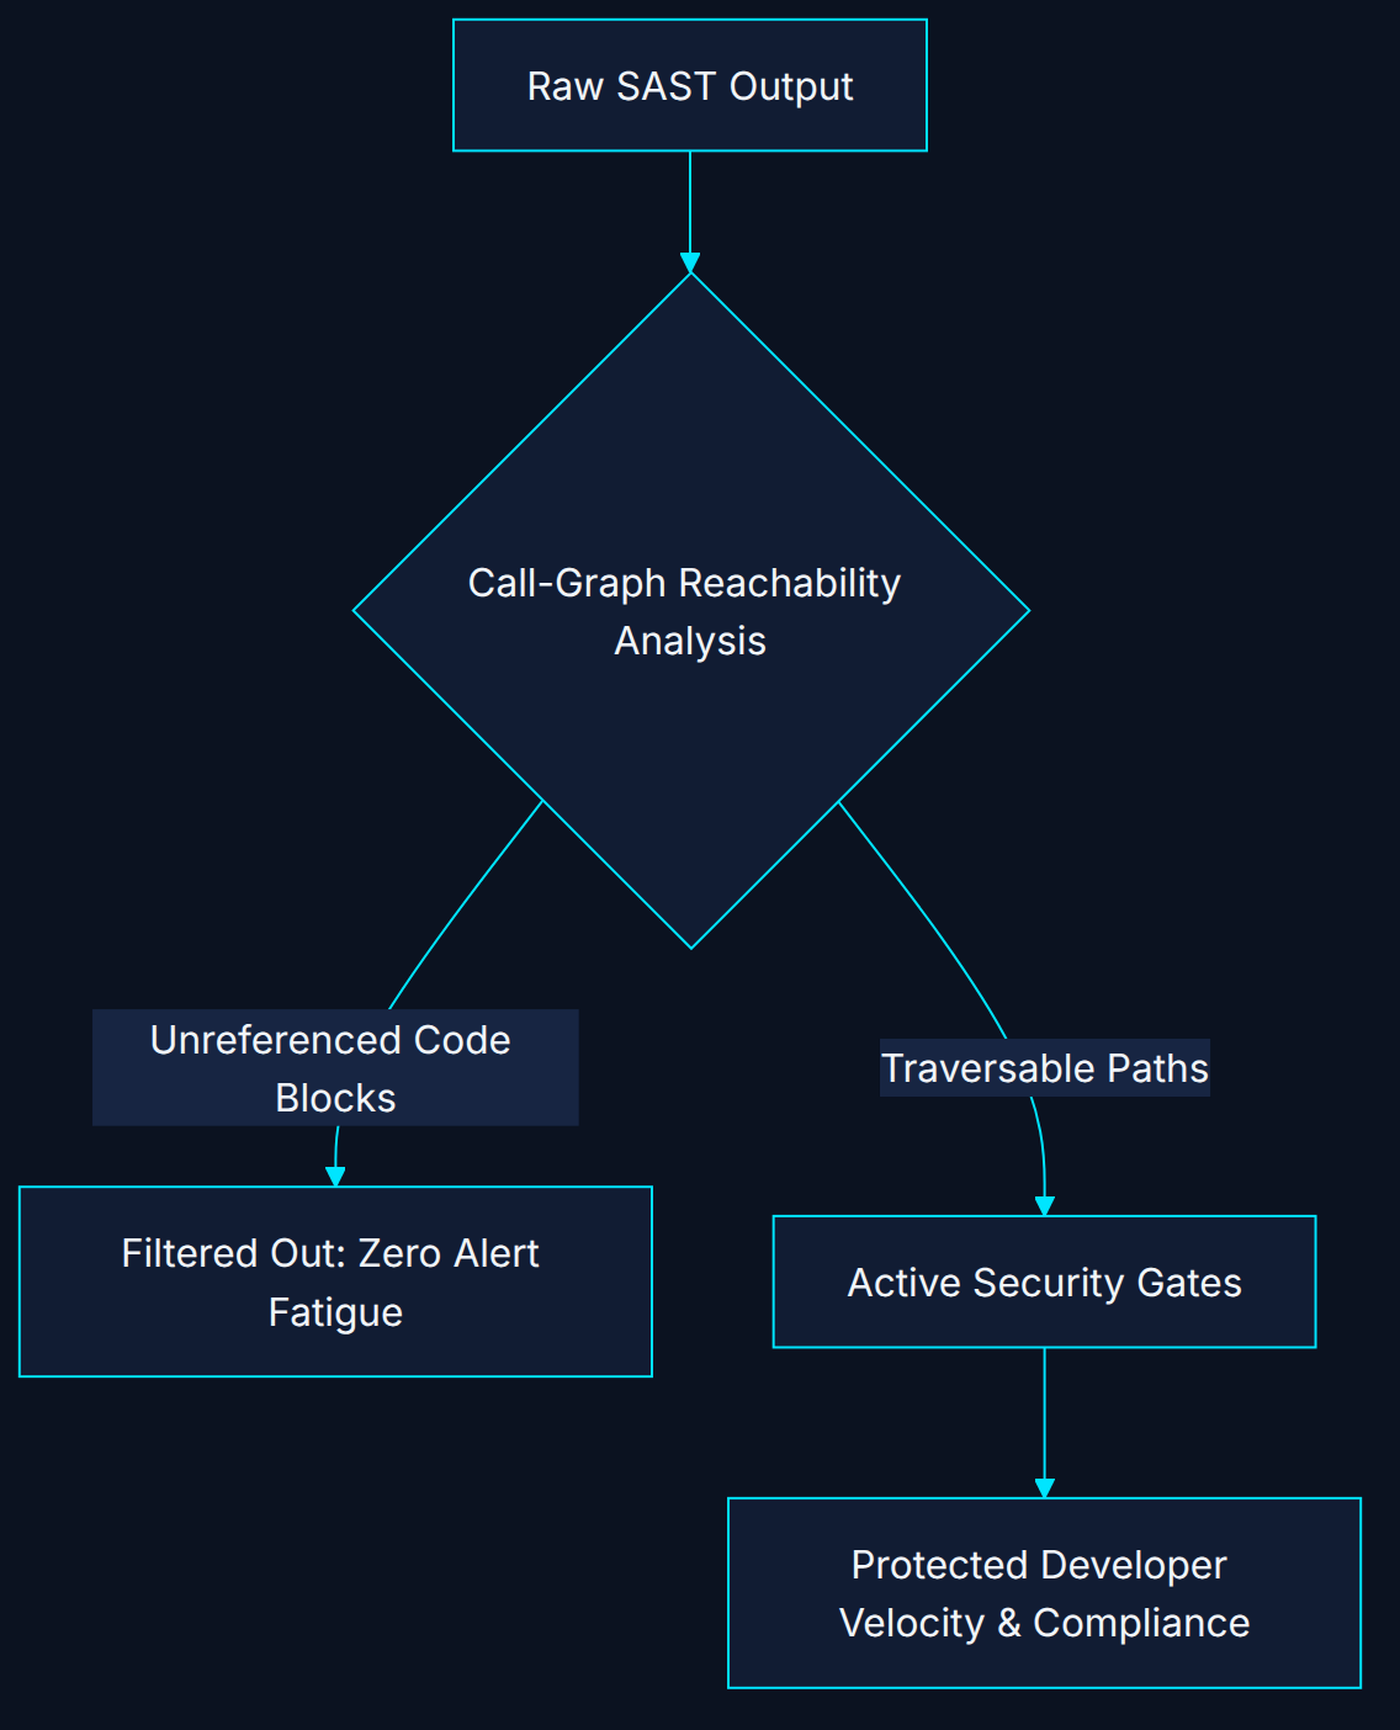 Raw SAST Output
Call-Graph Reachability
Analysis
Unreferenced Code
Blocks
Traversable Paths
Filtered Out: Zero Alert
Fatigue
Active Security Gates
Protected Developer
Velocity & Compliance